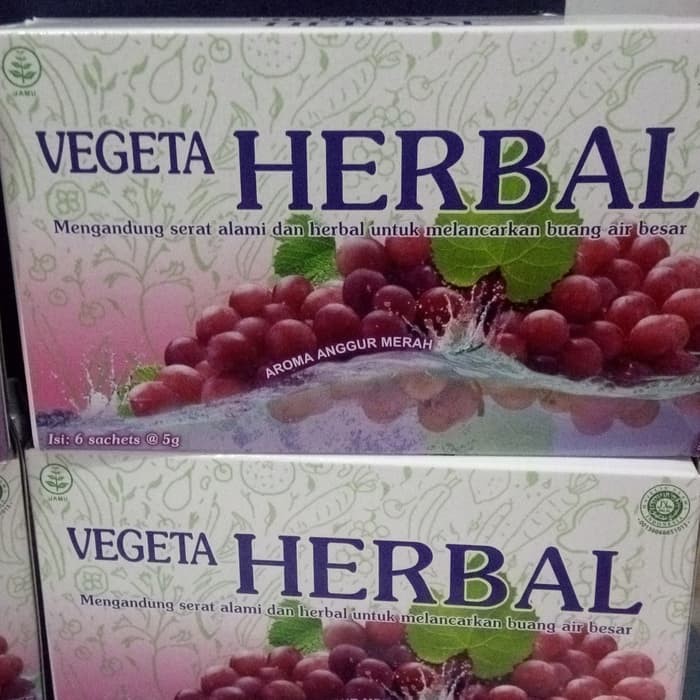 HERBAL
JAMU
VEGETA HERBAL
Mengandung serat alami dan herbal untuk melancarkan buang air besar
AROMA ANGGUR MERAH
Isi: 6 sachets @ 5g
JAMU
VEGETA HERBAL
Mengandung serat alami dan herbal untuk melancarkan buang air besar